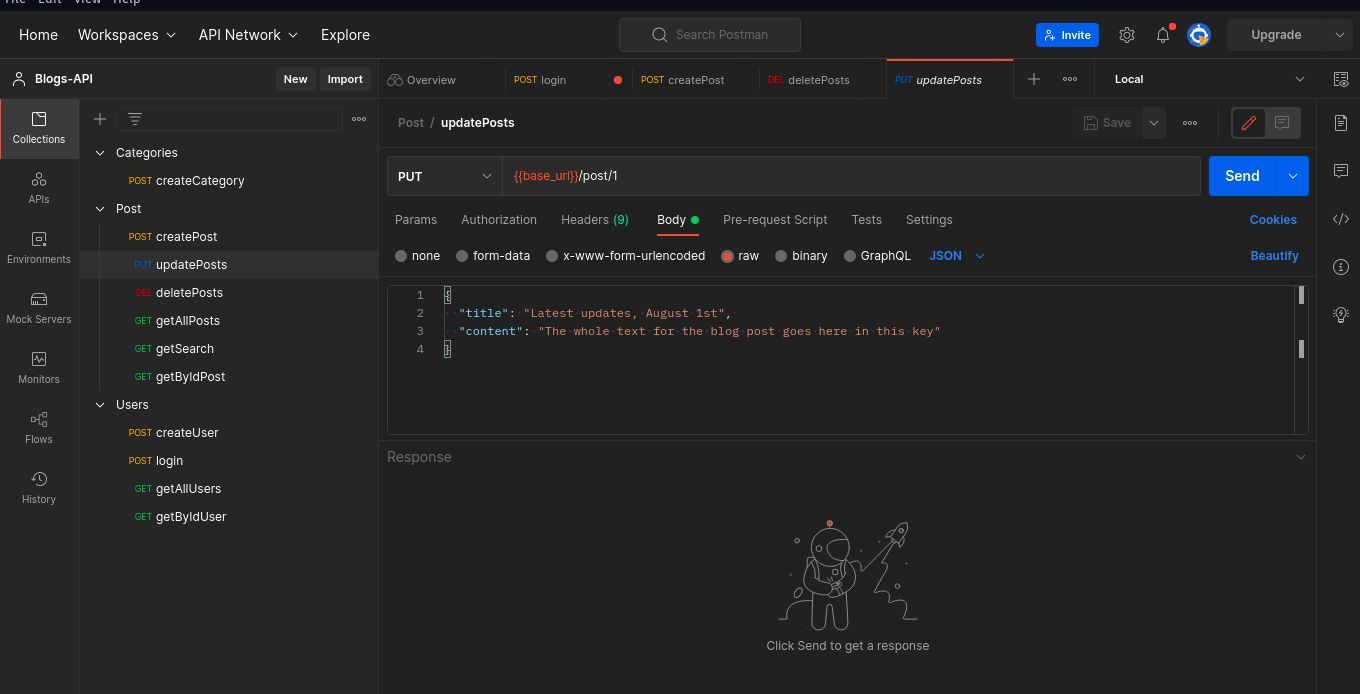 File Edit View Help
Home Workspaces API Network Explore Search Postman Invite Upgrade
Blogs-API New Import Overview POST login POST createPost DEL deletePosts PUT updatePosts Local
Collections
APIs
Environments
Mock Servers
Monitors
Flows
History
Categories
POST createCategory
Post
POST createPost
PUT updatePosts
DEL deletePosts
GET getAllPosts
GET getSearch
GET getByIdPost
Users
POST createUser
POST login
GET getAllUsers
GET getByIdUser
Post / updatePosts Save
PUT {{base_url}}/post/1 Send
Params Authorization Headers (9) Body Pre-request Script Tests Settings Cookies
none form-data x-www-form-urlencoded raw binary GraphQL JSON Beautify
1 {
2 "title": "Latest updates, August 1st",
3 "content": "The whole text for the blog post goes here in this key"
4 }
Response
Click Send to get a response